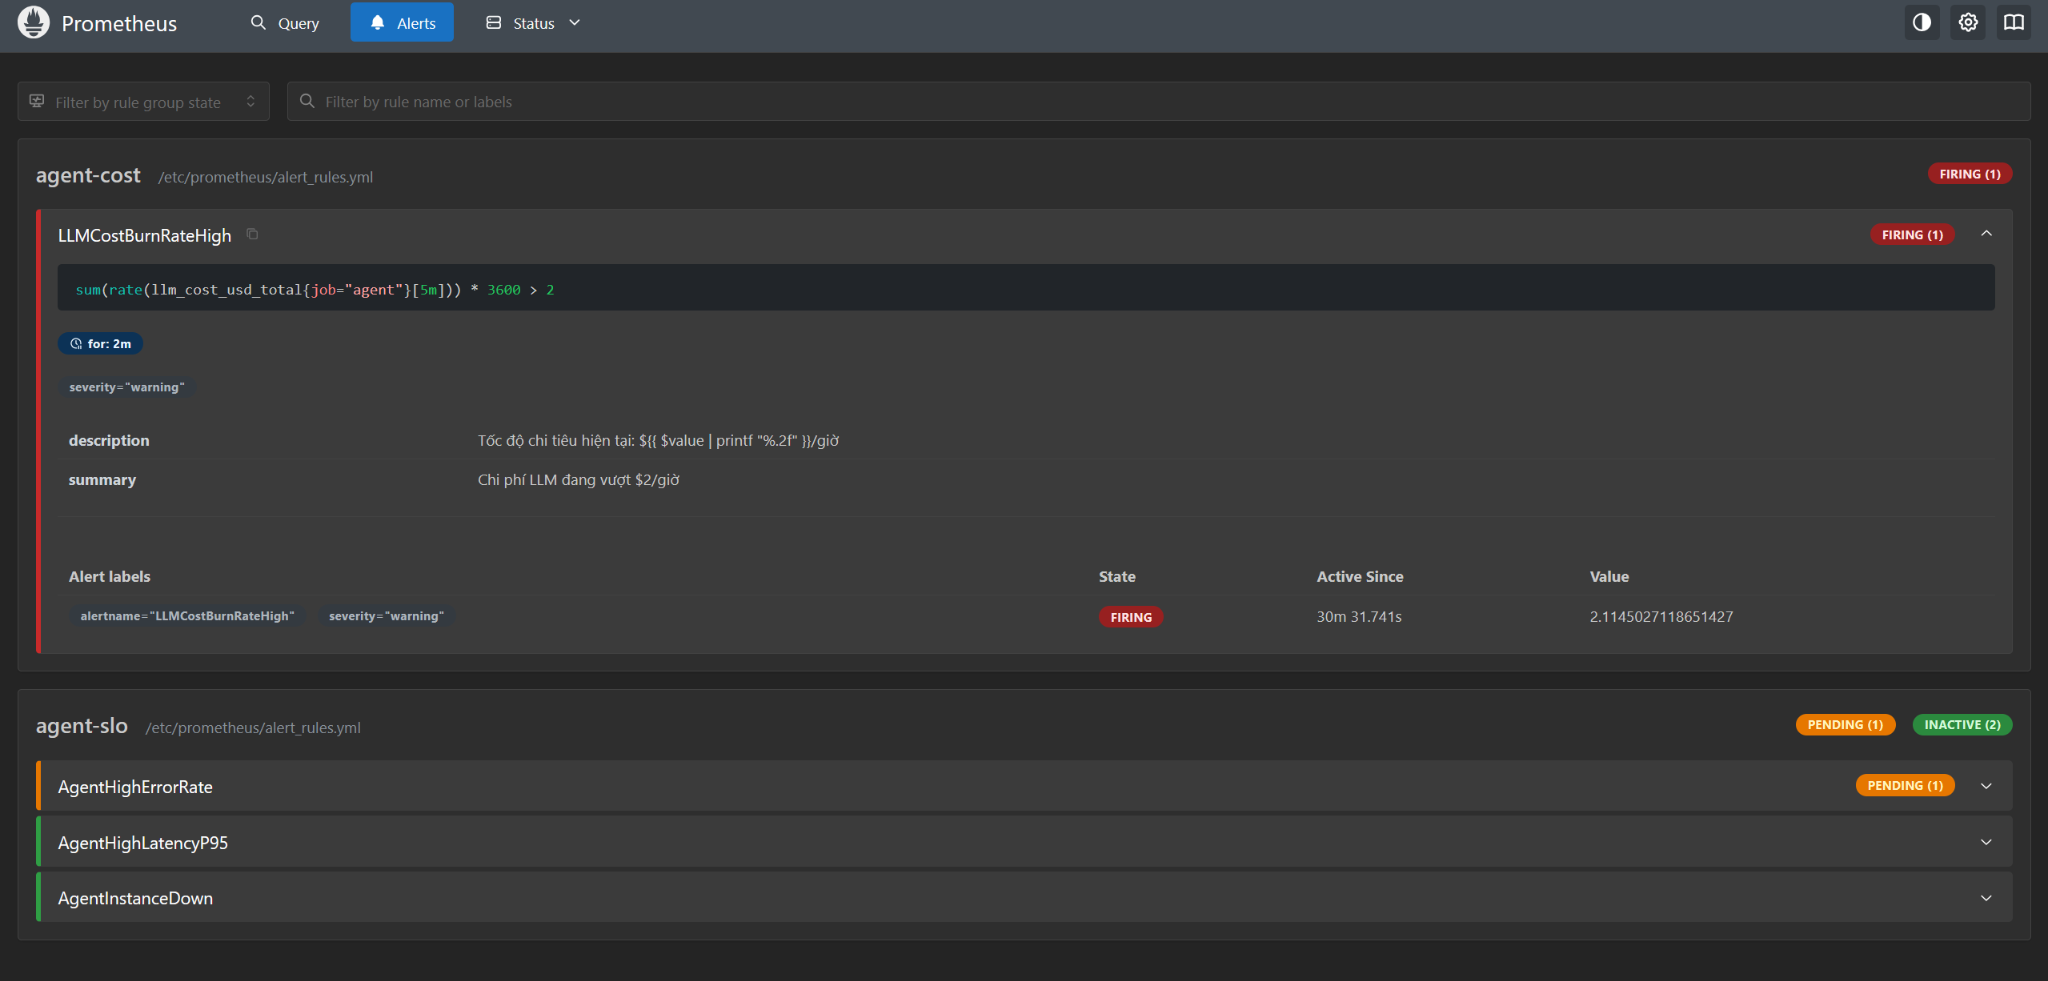 Prometheus
Query
Alerts
Status
Filter by rule group state
Filter by rule name or labels
agent-cost /etc/prometheus/alert_rules.yml FIRING (1)
LLMCostBurnRateHigh FIRING (1)
sum(rate(llm_cost_usd_total{job="agent"}[5m])) * 3600 > 2
for: 2m
severity="warning"
description Tốc độ chi tiêu hiện tại: ${{ $value | printf "%.2f" }}/giờ
summary Chi phí LLM đang vượt $2/giờ
Alert labels State Active Since Value
alertname="LLMCostBurnRateHigh" severity="warning" FIRING 30m 31.741s 2.1145027118651427
agent-slo /etc/prometheus/alert_rules.yml PENDING (1) INACTIVE (2)
AgentHighErrorRate PENDING (1)
AgentHighLatencyP95
AgentInstanceDown